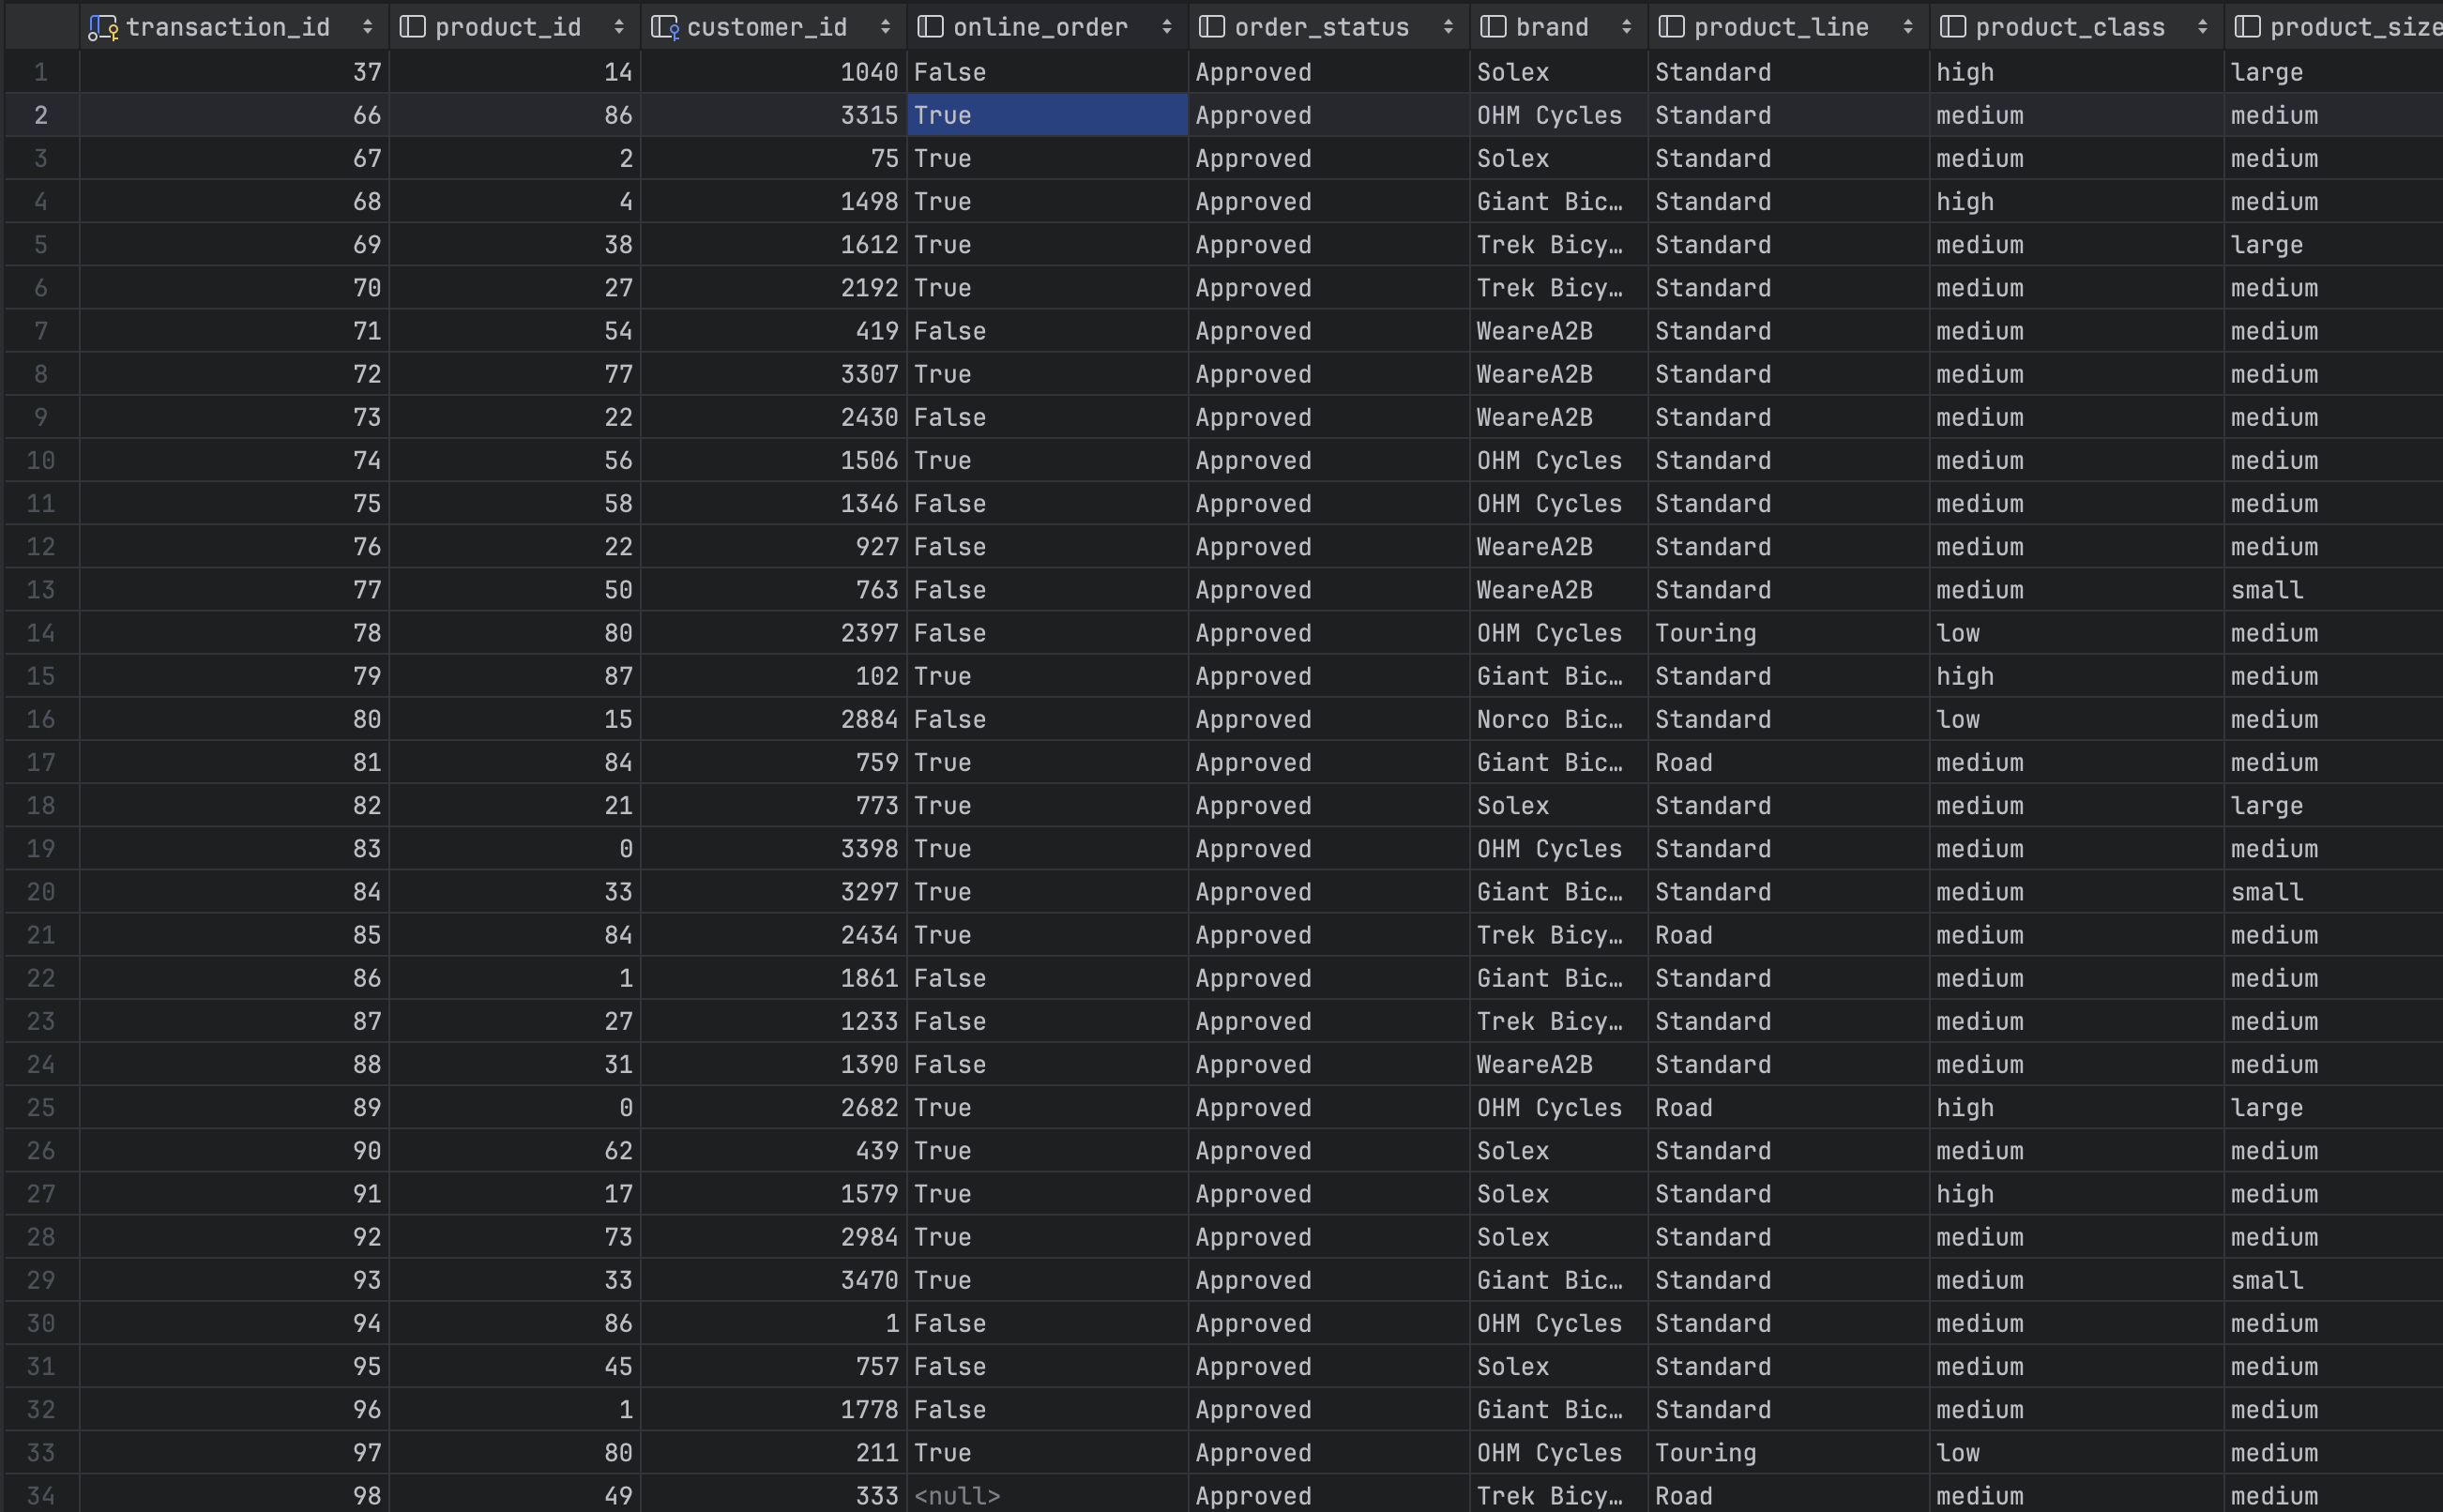 transaction_id product_id customer_id online_order order_status brand product_line product_class product_size
1 37 14 1040 False Approved Solex Standard high large
2 66 86 3315 True Approved OHM Cycles Standard medium medium
3 67 2 75 True Approved Solex Standard medium medium
4 68 4 1498 True Approved Giant Bic… Standard high medium
5 69 38 1612 True Approved Trek Bicy… Standard medium large
6 70 27 2192 True Approved Trek Bicy… Standard medium medium
7 71 54 419 False Approved WeareA2B Standard medium medium
8 72 77 3307 True Approved WeareA2B Standard medium medium
9 73 22 2430 False Approved WeareA2B Standard medium medium
10 74 56 1506 True Approved OHM Cycles Standard medium medium
11 75 58 1346 False Approved OHM Cycles Standard medium medium
12 76 22 927 False Approved WeareA2B Standard medium medium
13 77 50 763 False Approved WeareA2B Standard medium small
14 78 80 2397 False Approved OHM Cycles Touring low medium
15 79 87 102 True Approved Giant Bic… Standard high medium
16 80 15 2884 False Approved Norco Bic… Standard low medium
17 81 84 759 True Approved Giant Bic… Road medium medium
18 82 21 773 True Approved Solex Standard medium large
19 83 0 3398 True Approved OHM Cycles Standard medium medium
20 84 33 3297 True Approved Giant Bic… Standard medium small
21 85 84 2434 True Approved Trek Bicy… Road medium medium
22 86 1 1861 False Approved Giant Bic… Standard medium medium
23 87 27 1233 False Approved Trek Bicy… Standard medium medium
24 88 31 1390 False Approved WeareA2B Standard medium medium
25 89 0 2682 True Approved OHM Cycles Road high large
26 90 62 439 True Approved Solex Standard medium medium
27 91 17 1579 True Approved Solex Standard high medium
28 92 73 2984 True Approved Solex Standard medium medium
29 93 33 3470 True Approved Giant Bic… Standard medium small
30 94 86 1 False Approved OHM Cycles Standard medium medium
31 95 45 757 False Approved Solex Standard medium medium
32 96 1 1778 False Approved Giant Bic… Standard medium medium
33 97 80 211 True Approved OHM Cycles Touring low medium
34 98 49 333 <null> Approved Trek Bicy… Road medium medium